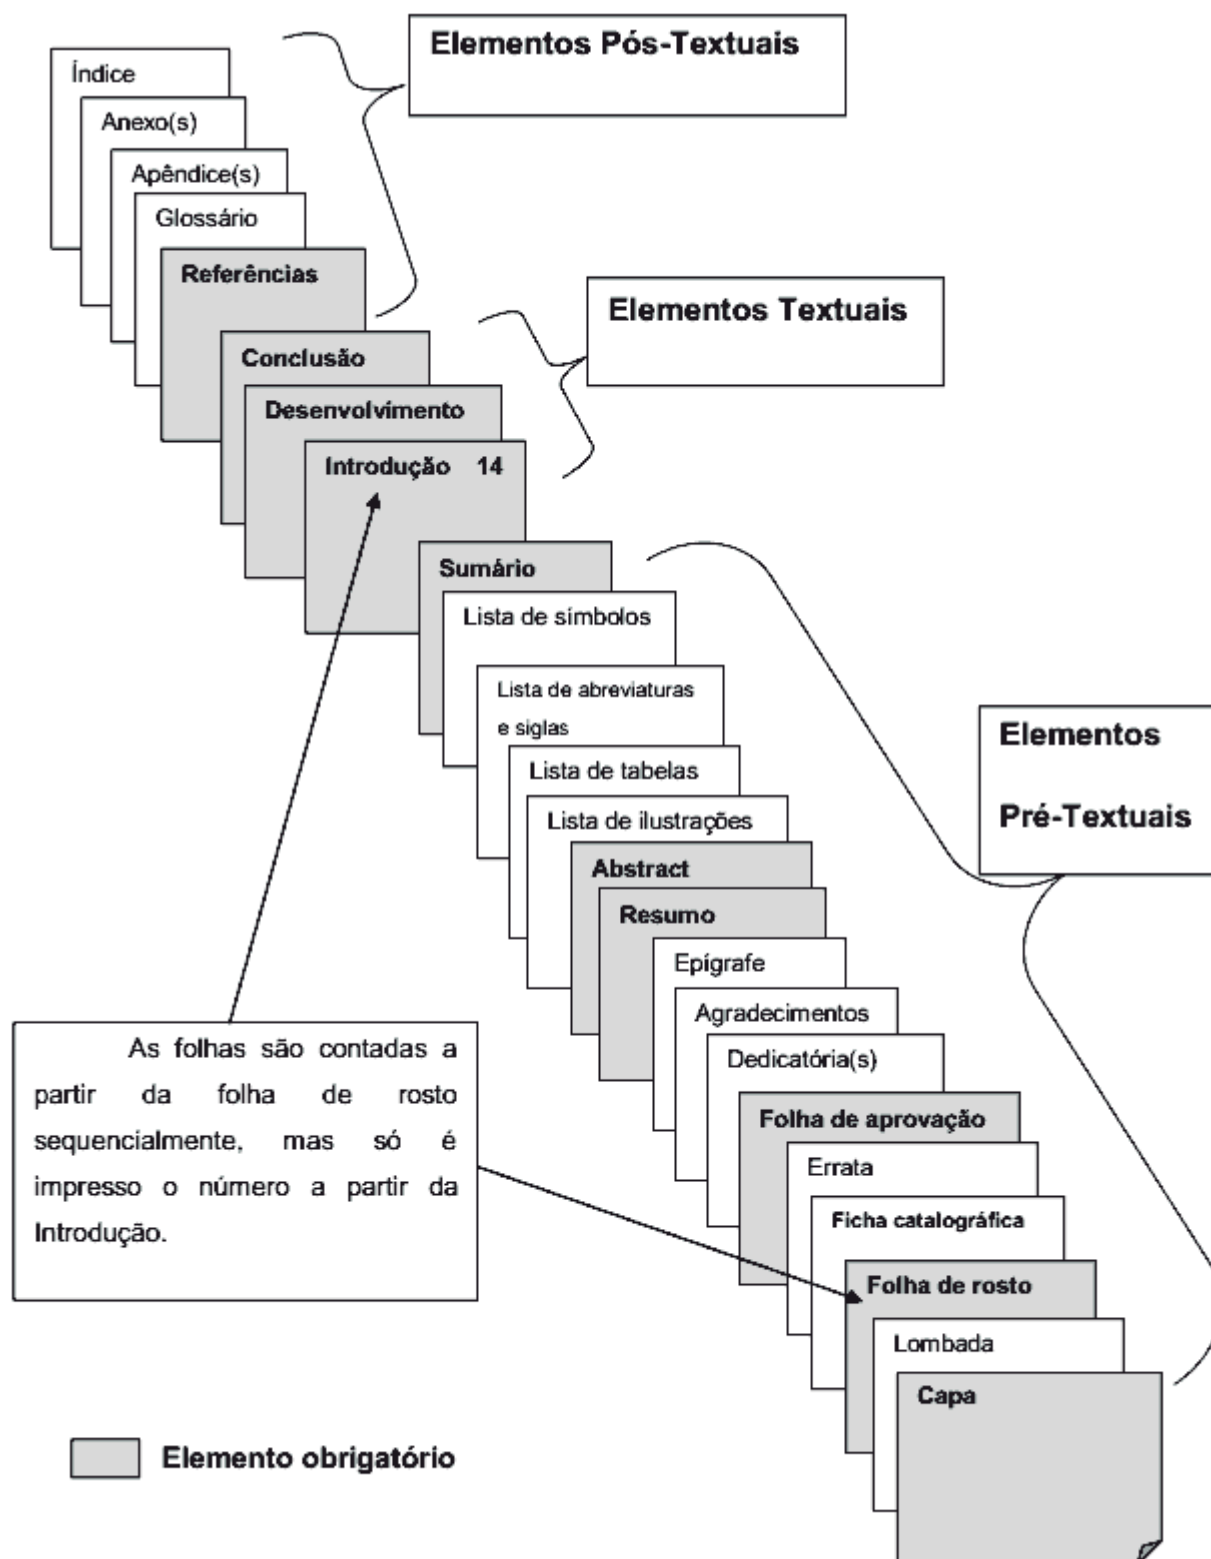 Elementos Pós-Textuais
Índice
Anexo(s)
Apêndice(s)
Glossário
Referências
Elementos Textuais
Conclusão
Desenvolvimento
Introdução 14
Sumário
Lista de símbolos
Lista de abreviaturas
e siglas
Elementos
Pré-Textuais
Lista de tabelas
Lista de ilustrações
Abstract
Resumo
Epígrafe
Agradecimentos
Dedicatória(s)
As folhas são contadas a
partir da folha de rosto
sequencialmente, mas só é
impresso o número a partir da
Introdução.
Folha de aprovação
Errata
Ficha catalográfica
Folha de rosto
Lombada
Capa
Elemento obrigatório